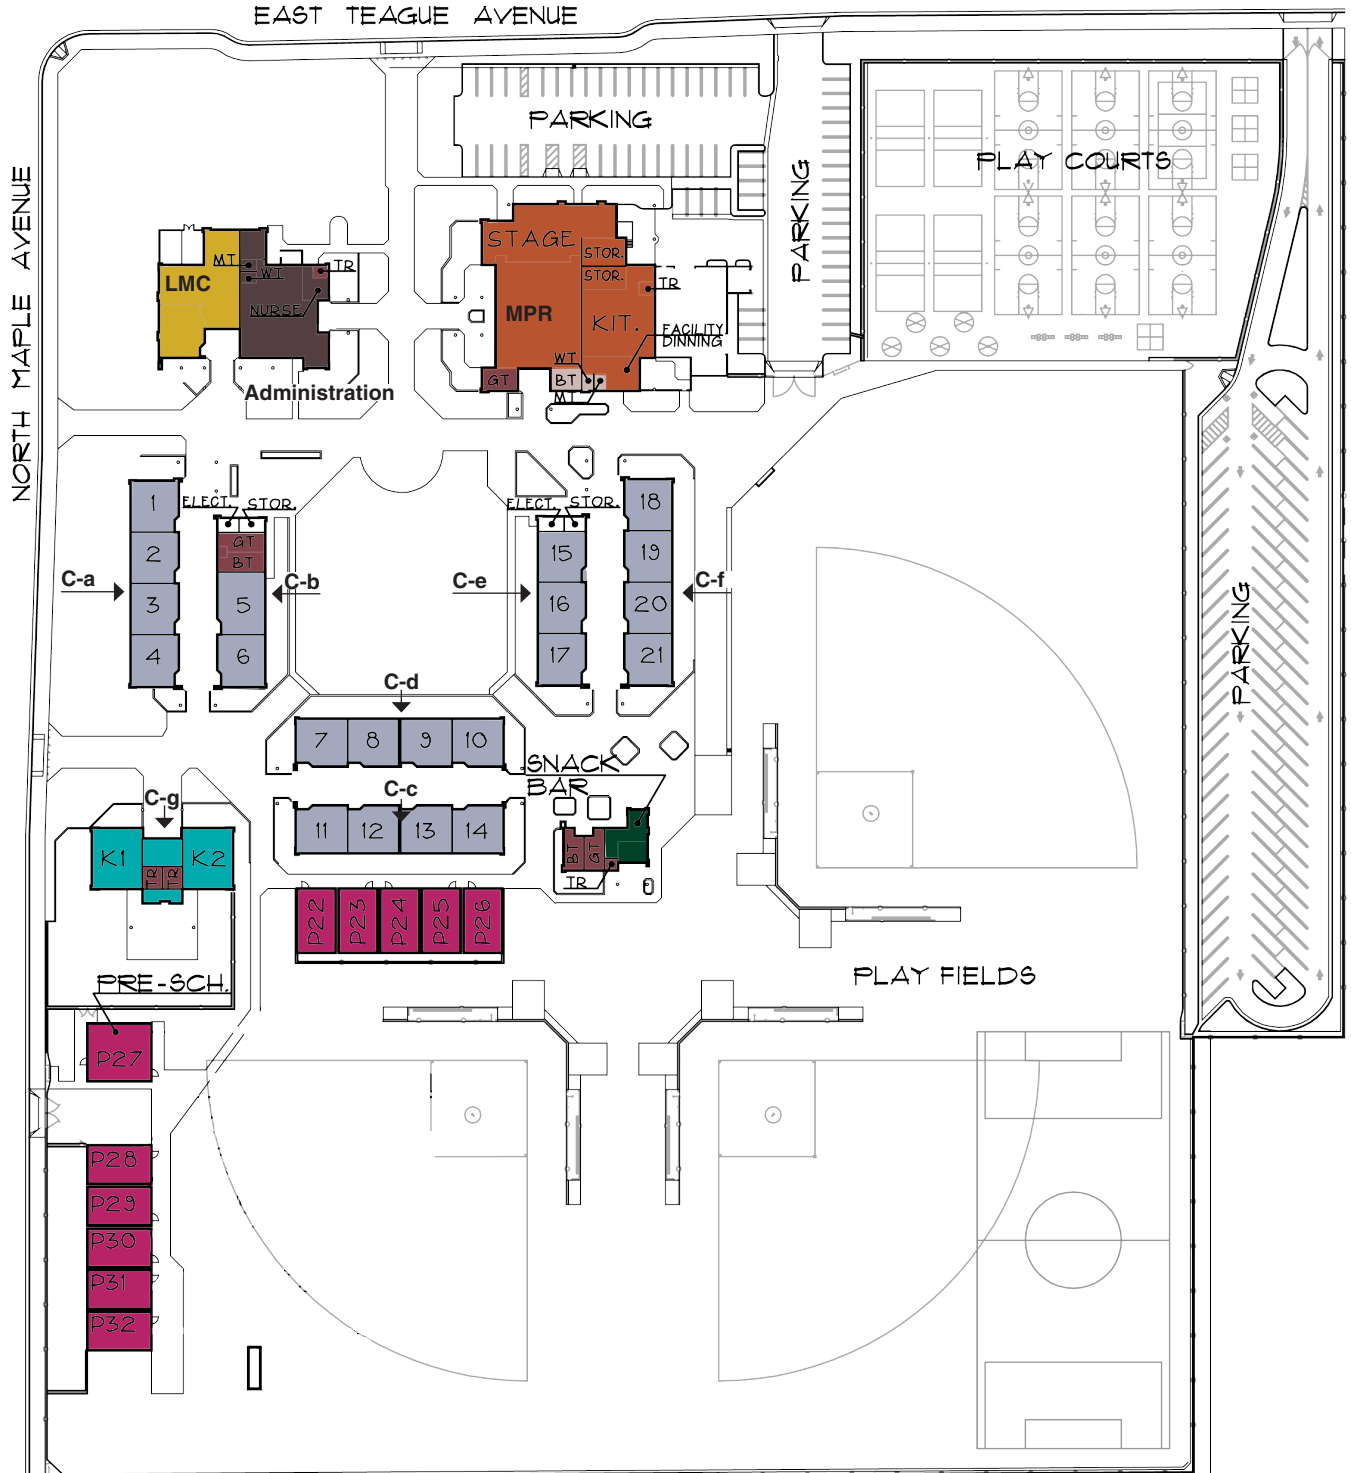 EAST TEAGUE AVENUE
NORTH MAPLE AVENUE
PARKING
PARKING
PLAY COURTS
STAGE
STOR.
STOR.
MT
WT
TR
LMC
NURSE
MPR
KIT.
TR
FACILITY
DINNING
WT
GT
BT
MT
Administration
1
2
3
4
C-a
ELECT.
STOR.
GT
BT
5
6
C-b
ELECT.
STOR.
15
16
17
C-e
18
19
20
21
C-f
PARKING
C-d
7
8
9
10
SNACK
BAR
C-c
11
12
13
14
BT
GT
TR
C-g
K1
K2
TR
TR
P22
P23
P24
P25
P26
PRE-SCH.
PLAY FIELDS
P27
P28
P29
P30
P31
P32